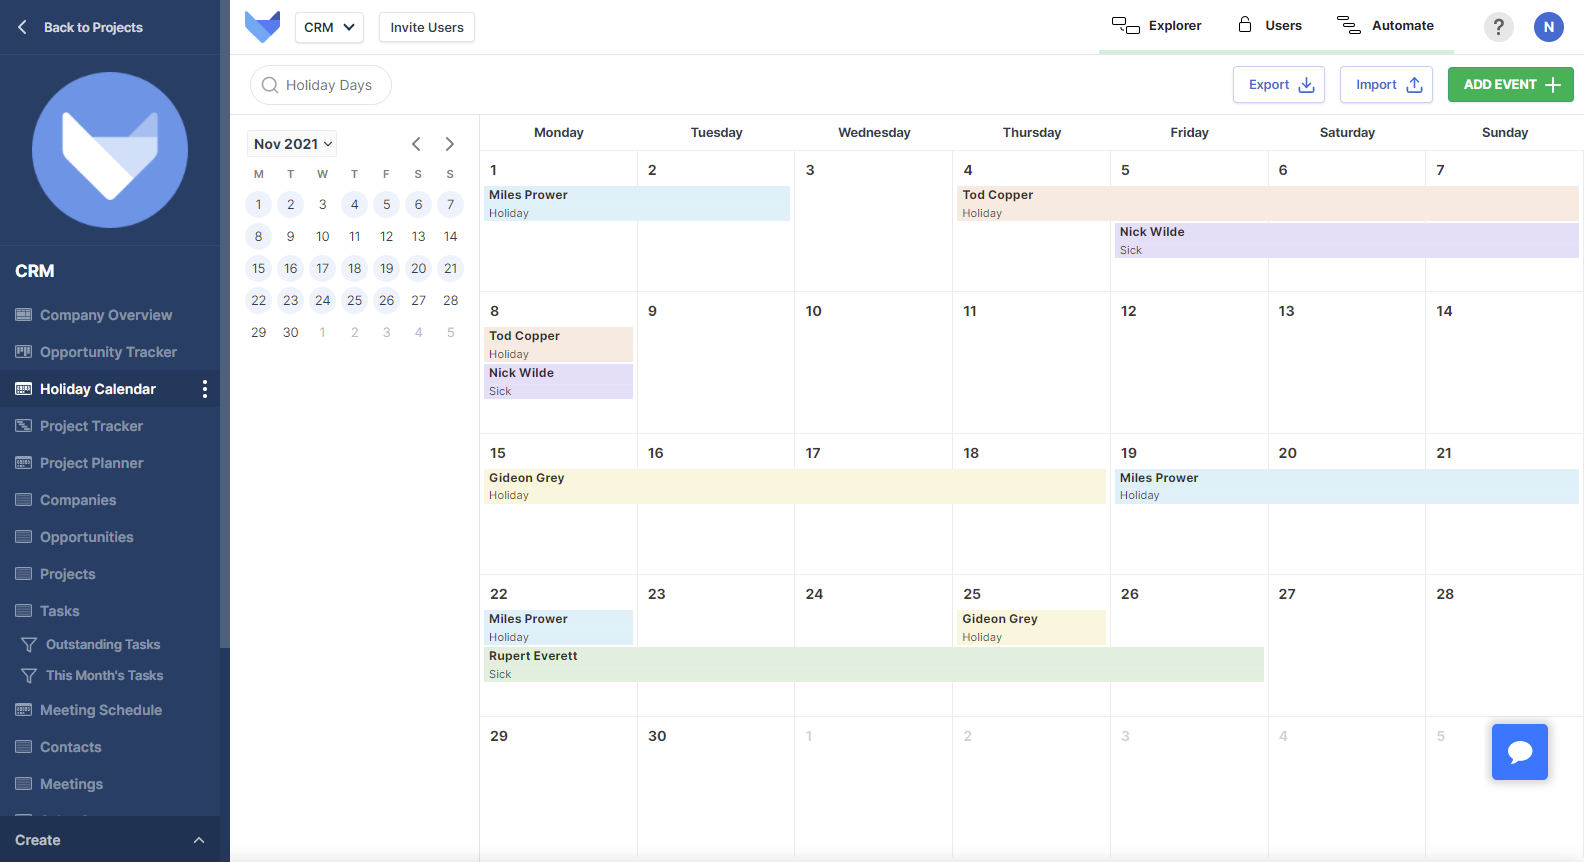 Back to Projects
CRM
Company Overview
Opportunity Tracker
Holiday Calendar
Project Tracker
Project Planner
Companies
Opportunities
Projects
Tasks
Outstanding Tasks
This Month's Tasks
Meeting Schedule
Contacts
Meetings
Create
CRM
Invite Users
Explorer
Users
Automate
?
N
Holiday Days
Export
Import
ADD EVENT
Nov 2021
M T W T F S S
1 2 3 4 5 6 7
8 9 10 11 12 13 14
15 16 17 18 19 20 21
22 23 24 25 26 27 28
29 30 1 2 3 4 5
Monday Tuesday Wednesday Thursday Friday Saturday Sunday
1 2 3 4 5 6 7
Miles Prower Tod Copper
Holiday Holiday
Nick Wilde
Sick
8 9 10 11 12 13 14
Tod Copper
Holiday
Nick Wilde
Sick
15 16 17 18 19 20 21
Gideon Grey Miles Prower
Holiday Holiday
22 23 24 25 26 27 28
Miles Prower Gideon Grey
Holiday Holiday
Rupert Everett
Sick
29 30 1 2 3 4 5